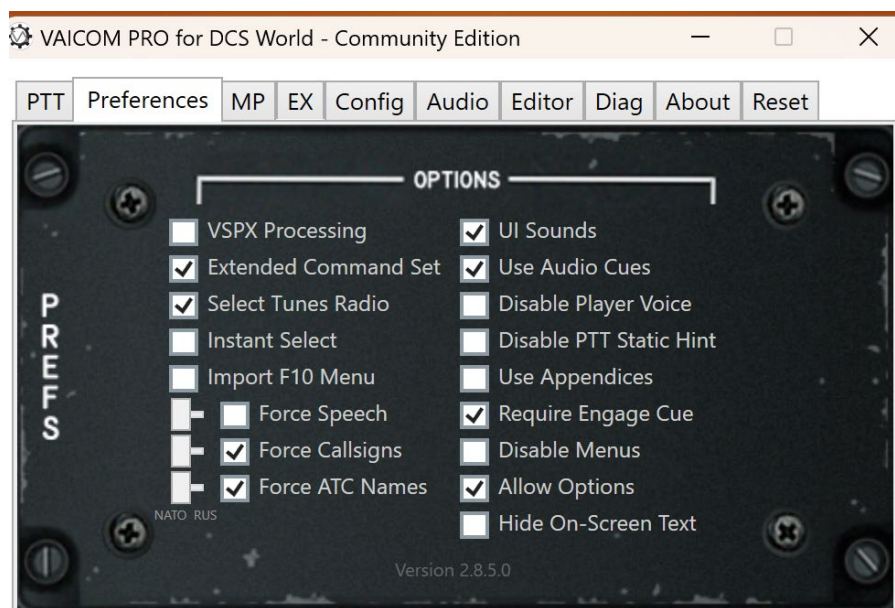 VAICOM PRO for DCS World - Community Edition
PTT Preferences MP EX Config Audio Editor Diag About Reset
OPTIONS
PREFS
VSPX Processing
Extended Command Set
Select Tunes Radio
Instant Select
Import F10 Menu
Force Speech
Force Callsigns
Force ATC Names
NATO RUS
UI Sounds
Use Audio Cues
Disable Player Voice
Disable PTT Static Hint
Use Appendices
Require Engage Cue
Disable Menus
Allow Options
Hide On-Screen Text
Version 2.8.5.0